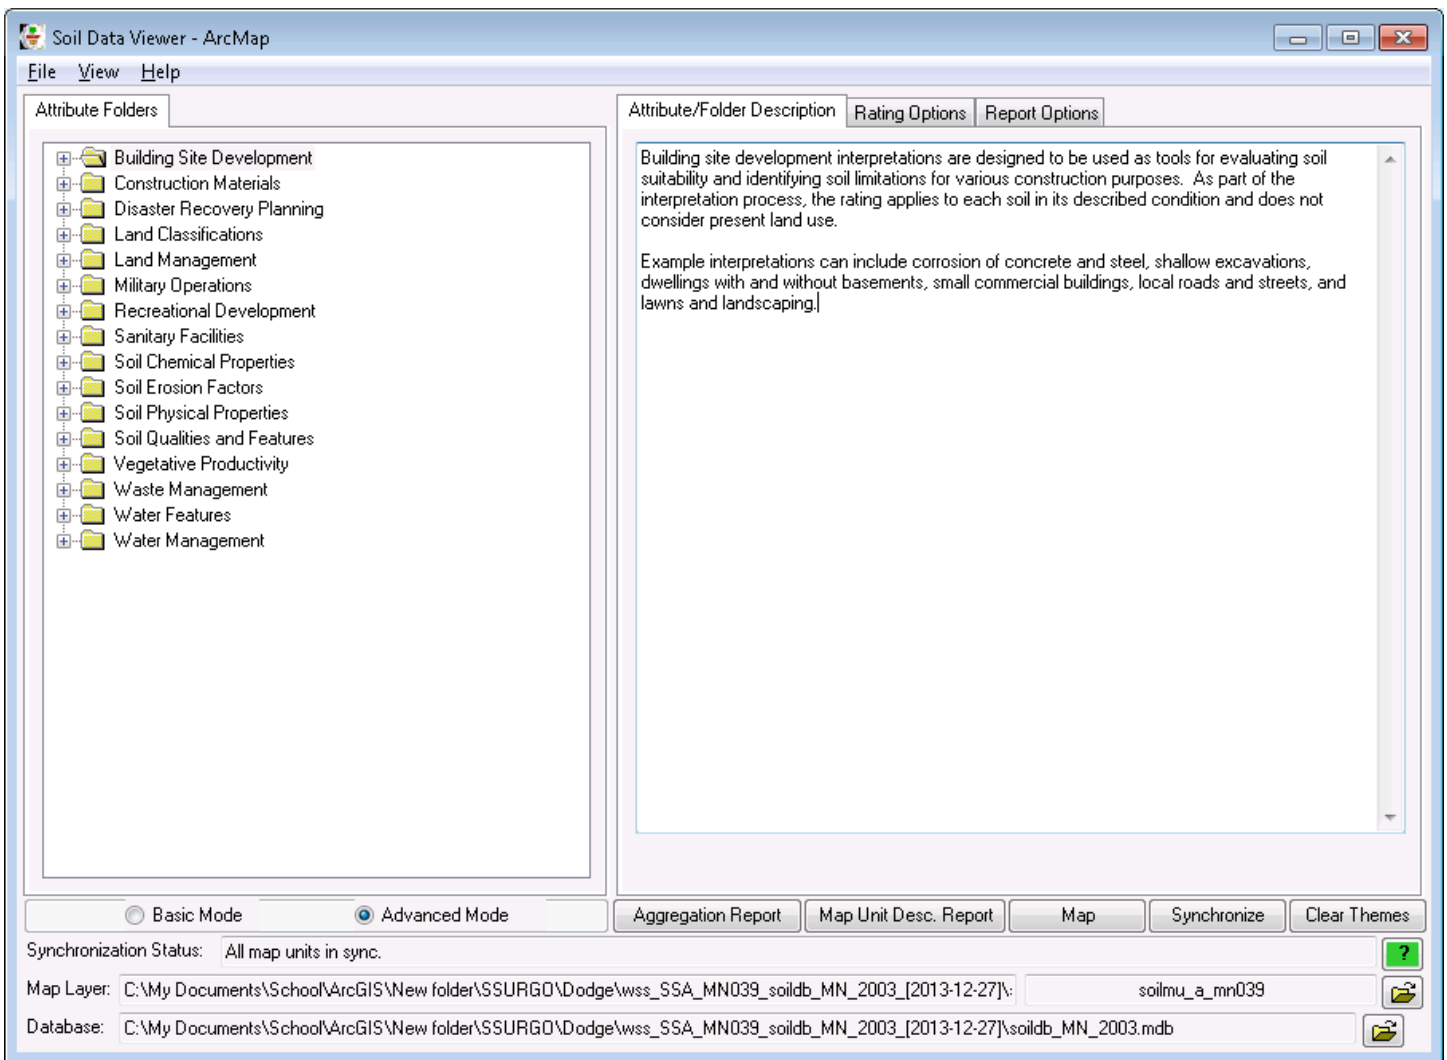 Soil Data Viewer - ArcMap
File View Help
Attribute Folders
Building Site Development
Construction Materials
Disaster Recovery Planning
Land Classifications
Land Management
Military Operations
Recreational Development
Sanitary Facilities
Soil Chemical Properties
Soil Erosion Factors
Soil Physical Properties
Soil Qualities and Features
Vegetative Productivity
Waste Management
Water Features
Water Management
Attribute/Folder Description Rating Options Report Options
Building site development interpretations are designed to be used as tools for evaluating soil
suitability and identifying soil limitations for various construction purposes. As part of the
interpretation process, the rating applies to each soil in its described condition and does not
consider present land use.
Example interpretations can include corrosion of concrete and steel, shallow excavations,
dwellings with and without basements, small commercial buildings, local roads and streets, and
lawns and landscaping.
Basic Mode Advanced Mode Aggregation Report Map Unit Desc. Report Map Synchronize Clear Themes
Synchronization Status: All map units in sync. ?
Map Layer: C:\My Documents\School\ArcGIS\New folder\SSURGO\Dodge\wss_SSA_MN039_soildb_MN_2003_[2013-12-27]\ soilmu_a_mn039
Database: C:\My Documents\School\ArcGIS\New folder\SSURGO\Dodge\wss_SSA_MN039_soildb_MN_2003_[2013-12-27]\soildb_MN_2003.mdb